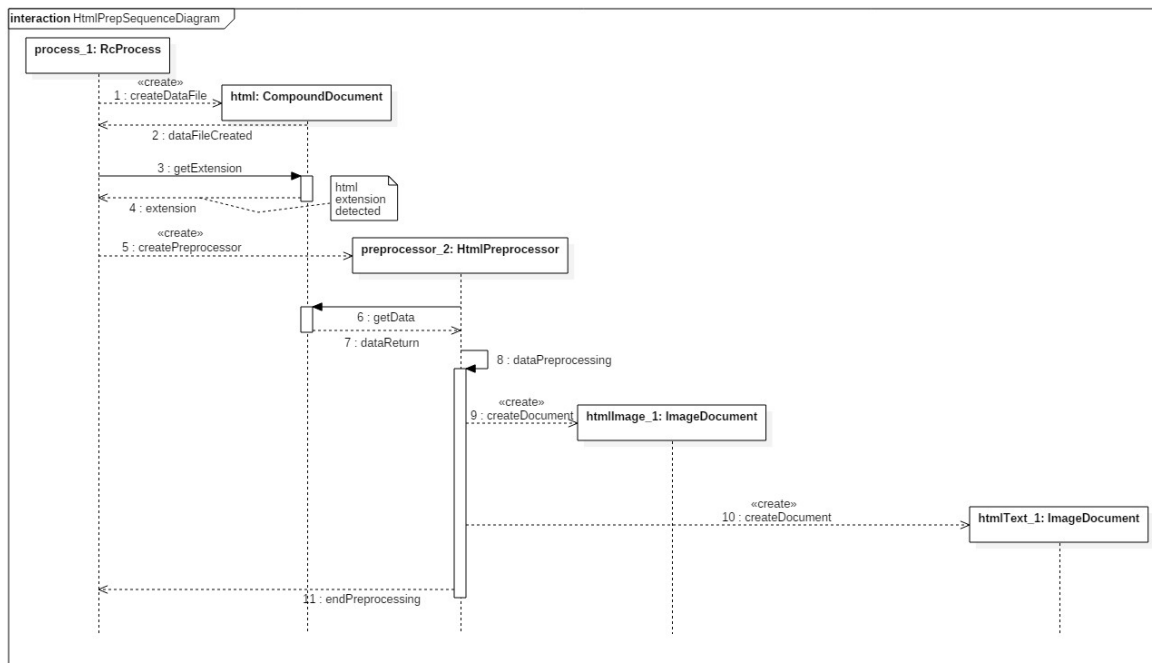 interaction HtmlPrepSequenceDiagram
process_1: RcProcess
«create»
1 : createDataFile
html: CompoundDocument
2 : dataFileCreated
3 : getExtension
html
extension
detected
4 : extension
«create»
5 : createPreprocessor
preprocessor_2: HtmlPreprocessor
6 : getData
7 : dataReturn
8 : dataPreprocessing
«create»
9 : createDocument
htmlImage_1: ImageDocument
«create»
10 : createDocument
htmlText_1: ImageDocument
11 : endPreprocessing